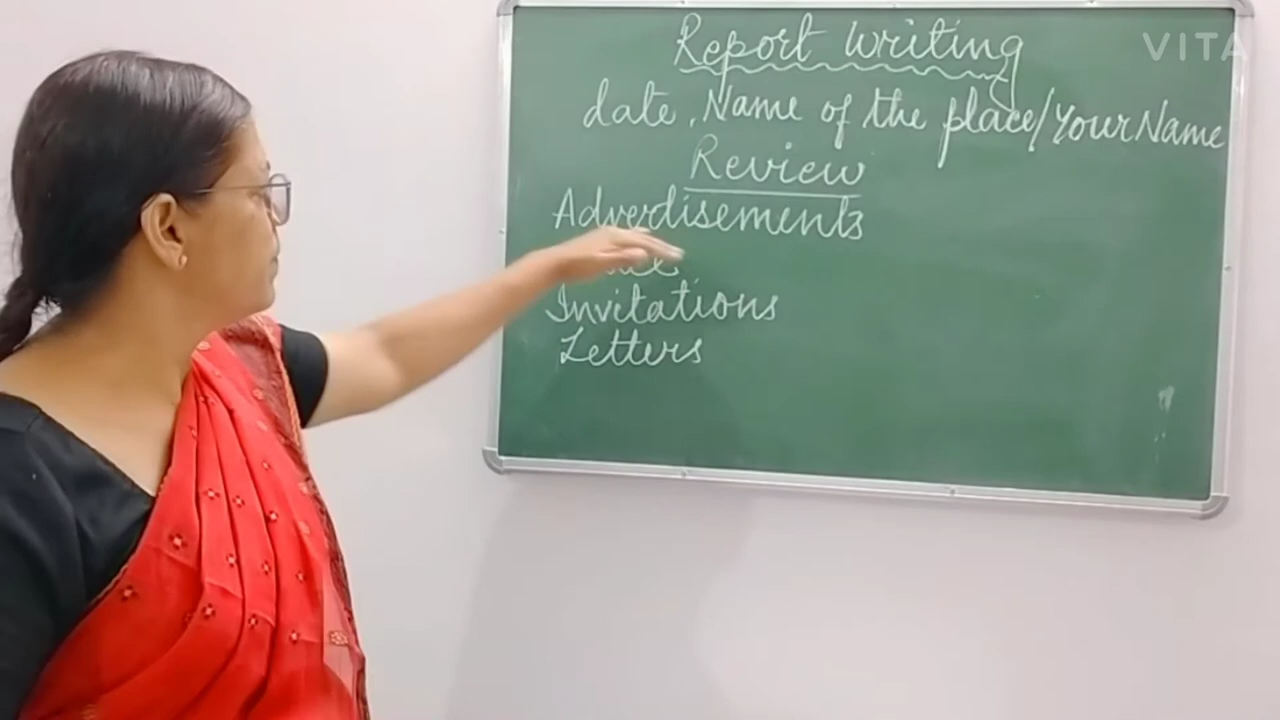 Report Writing
date, Name of the place/Your Name
Review
Advertisements
Invitations
Letters
VITA